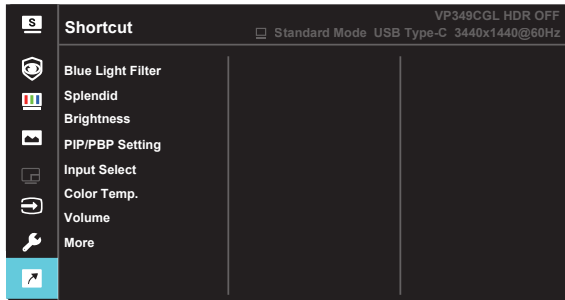 S
Shortcut
VP349CGL HDR OFF
Standard Mode USB Type-C 3440x1440@60Hz
Blue Light Filter
Splendid
Brightness
PIP/PBP Setting
Input Select
Color Temp.
Volume
More